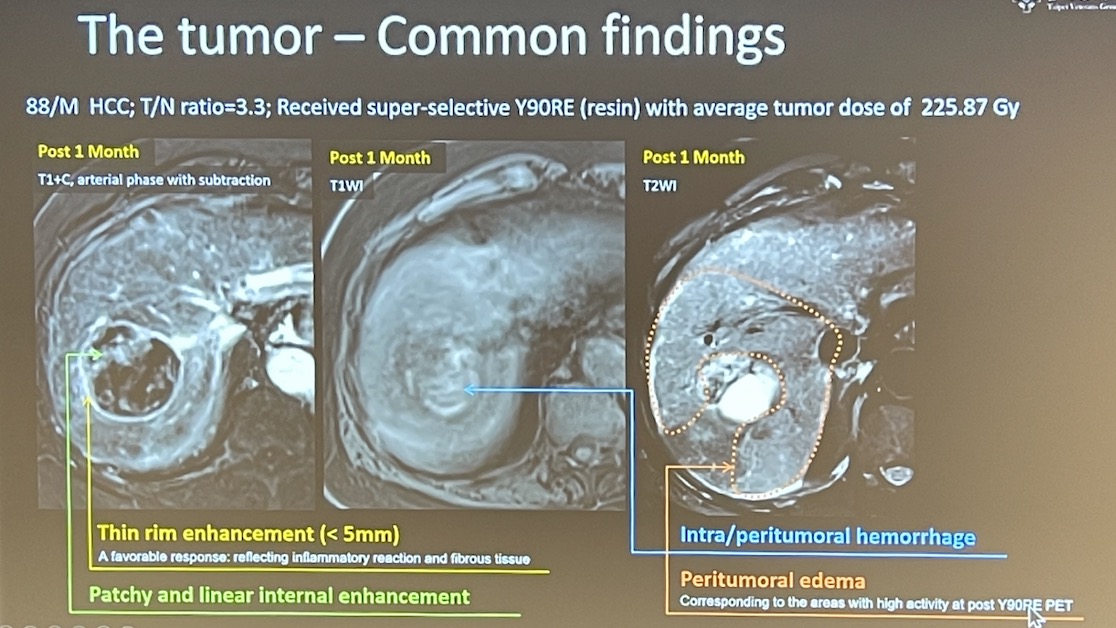 Taipei Veterans
The tumor – Common findings
88/M HCC; T/N ratio=3.3; Received super-selective Y90RE (resin) with average tumor dose of 225.87 Gy
Post 1 Month
T1+C, arterial phase with subtraction
Post 1 Month
T1WI
Post 1 Month
T2WI
Thin rim enhancement (< 5mm)
A favorable response: reflecting inflammatory reaction and fibrous tissue
Patchy and linear internal enhancement
Intra/peritumoral hemorrhage
Peritumoral edema
Corresponding to the areas with high activity at post Y90RE PET